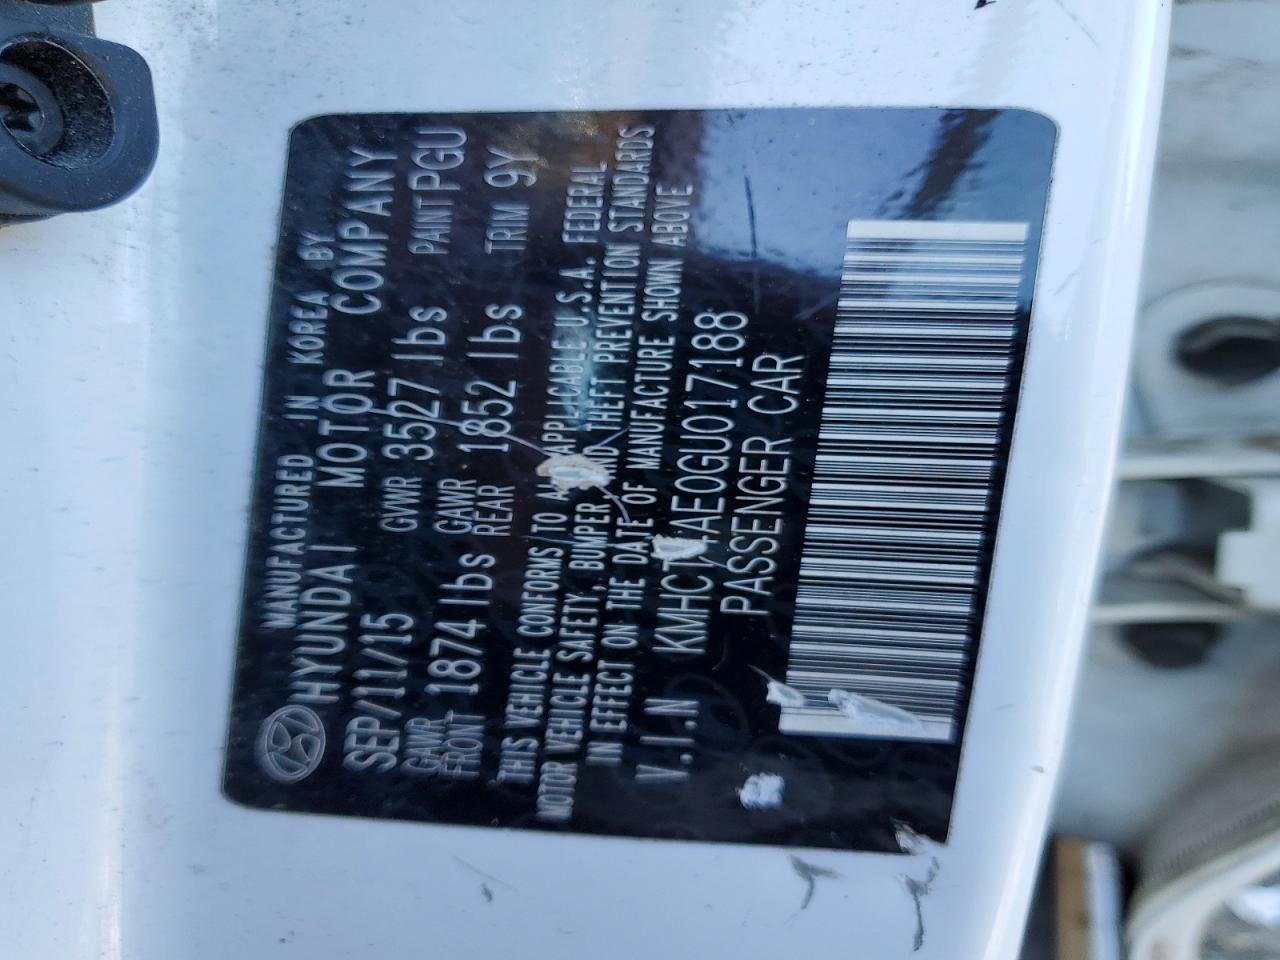 MANUFACTURED IN KOREA BY
HYUNDAI MOTOR COMPANY
SEP/11/15 GVWR 3527 lbs PAINT PGU
GAWR FRONT 1874 lbs GAWR REAR 1852 lbs TRIM 9Y
THIS VEHICLE CONFORMS TO APPLICABLE U.S.A. FEDERAL
MOTOR VEHICLE SAFETY, BUMPER AND THEFT PREVENTION STANDARDS
IN EFFECT ON THE DATE OF MANUFACTURE SHOWN ABOVE
V.I.N KMHCT4AE0GU017188
PASSENGER CAR